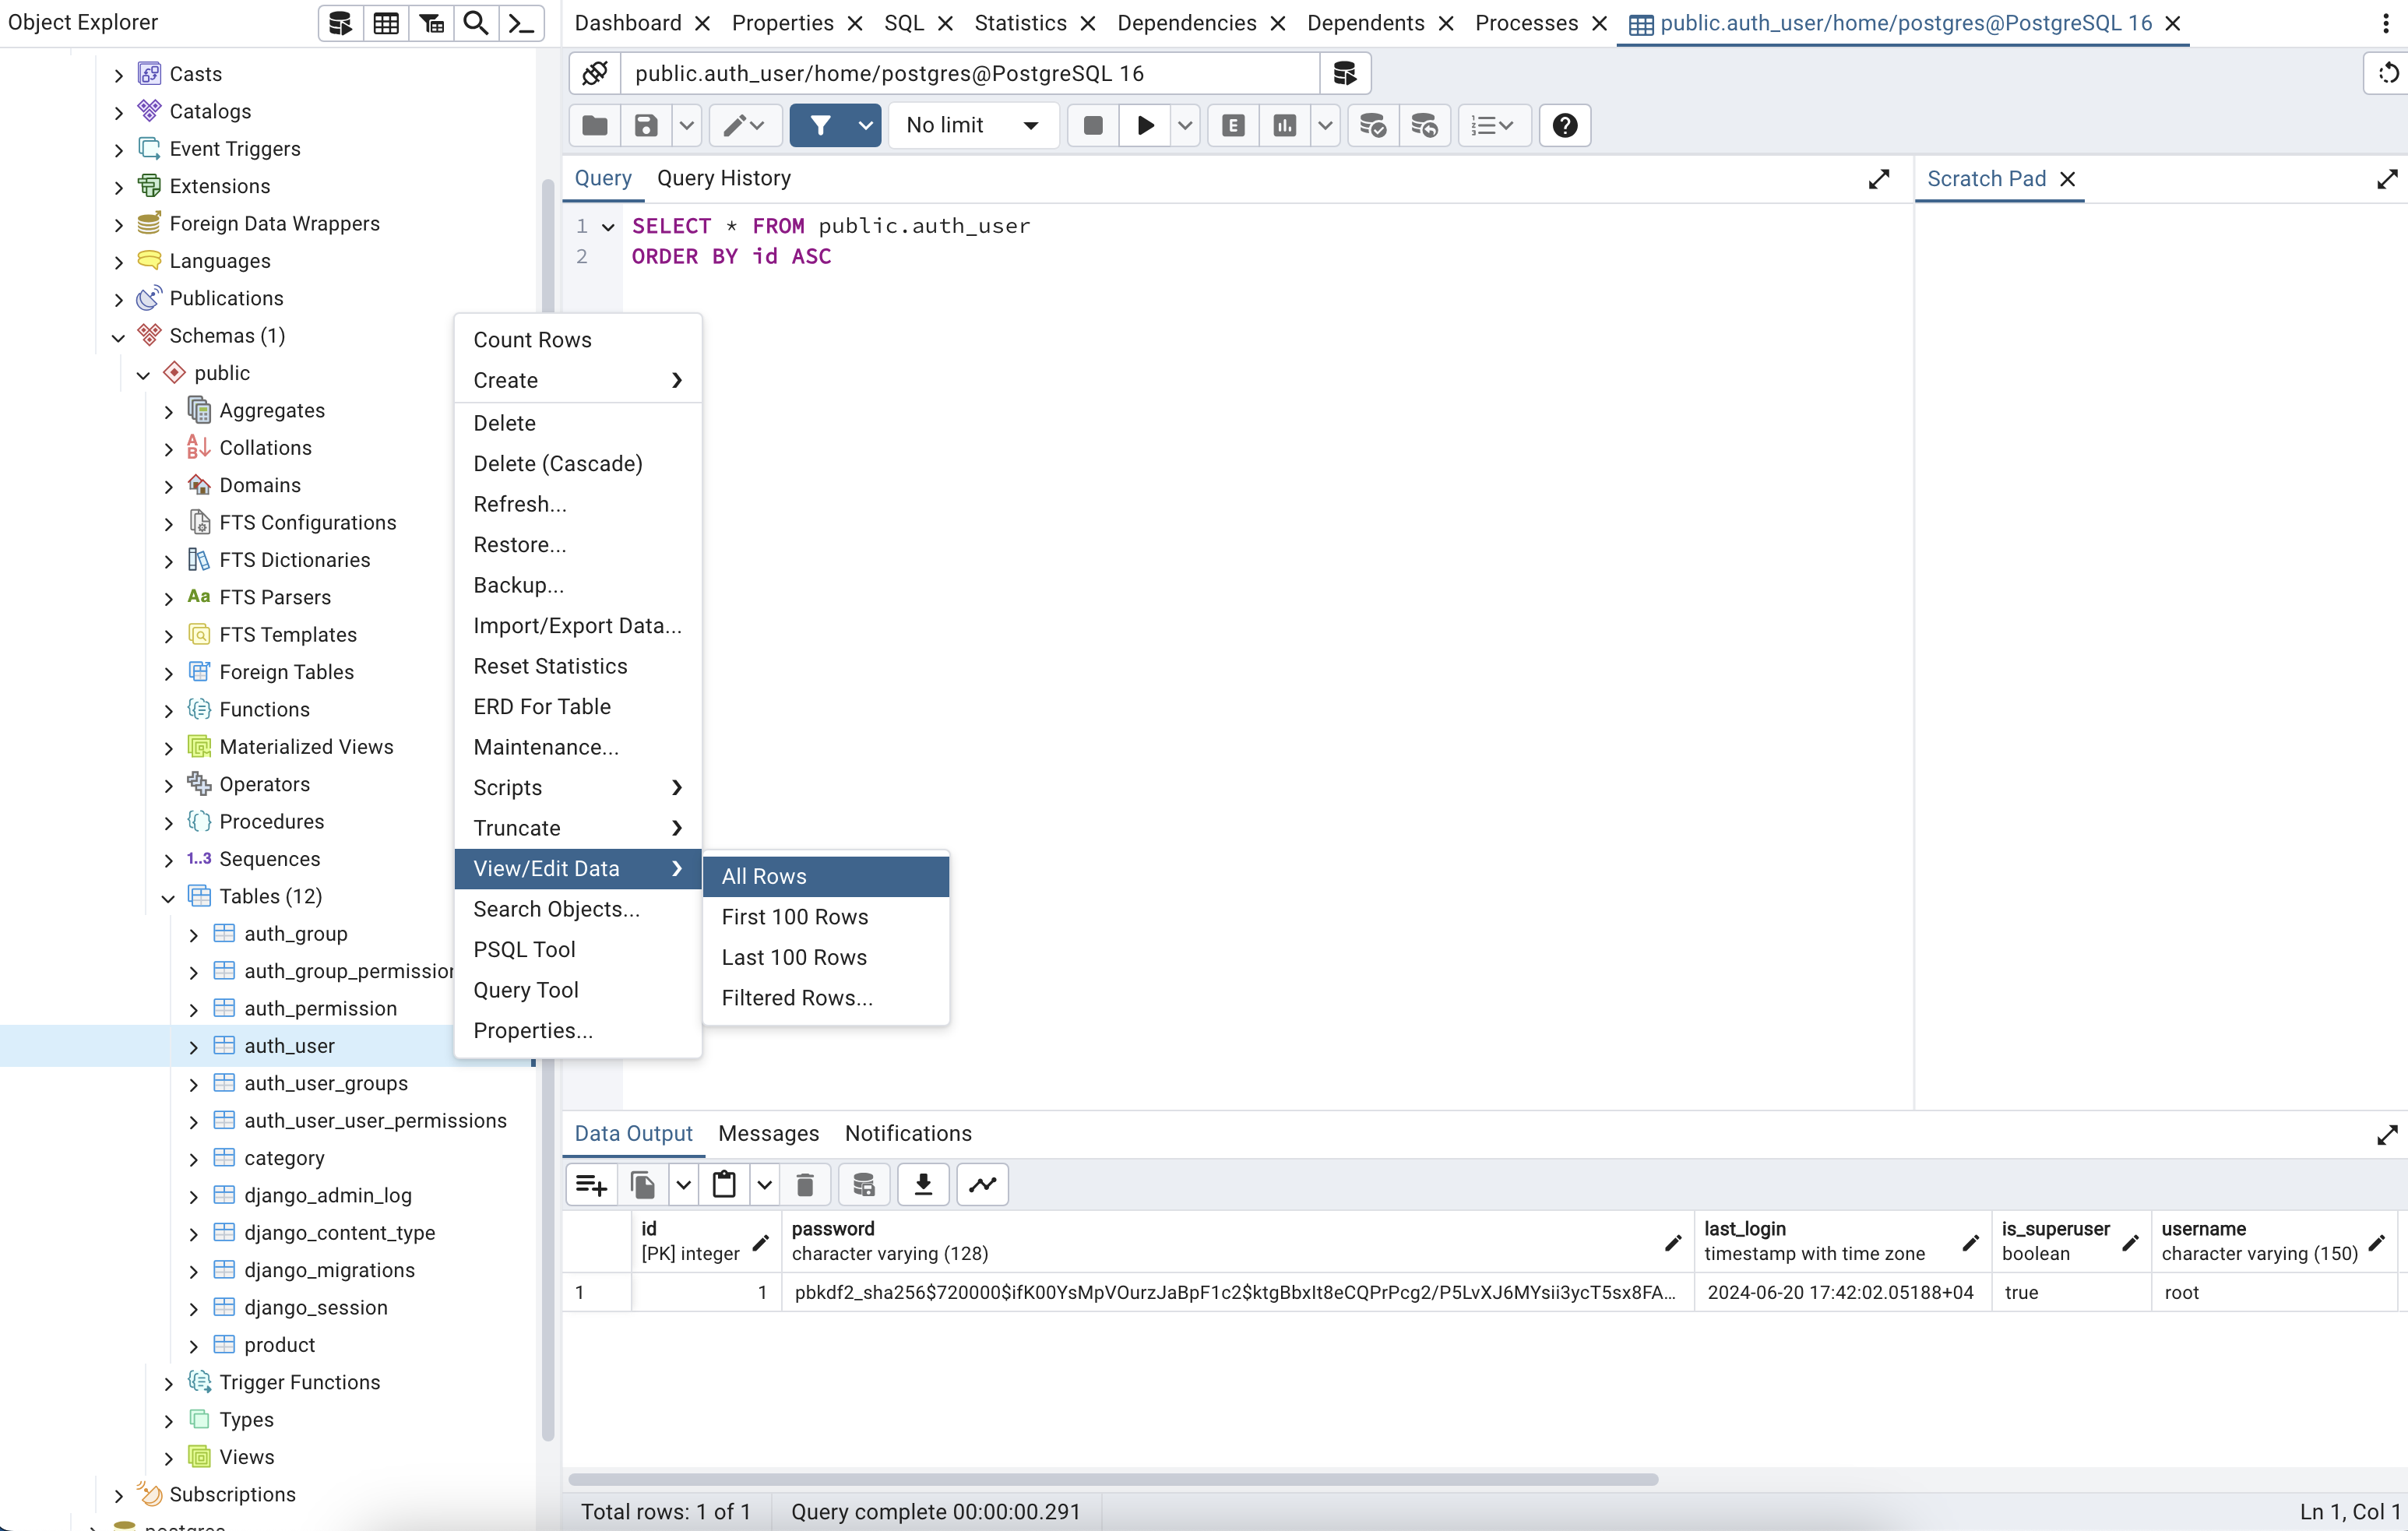 Object Explorer
Dashboard
Properties
SQL
Statistics
Dependencies
Dependents
Processes
public.auth_user/home/postgres@PostgreSQL 16
public.auth_user/home/postgres@PostgreSQL 16
No limit
E
Query
Query History
Scratch Pad
1 SELECT * FROM public.auth_user
2 ORDER BY id ASC
Casts
Catalogs
Event Triggers
Extensions
Foreign Data Wrappers
Languages
Publications
Schemas (1)
public
Aggregates
Collations
Domains
FTS Configurations
FTS Dictionaries
Aa FTS Parsers
FTS Templates
Foreign Tables
Functions
Materialized Views
Operators
Procedures
1..3 Sequences
Tables (12)
auth_group
auth_group_permission
auth_permission
auth_user
auth_user_groups
auth_user_user_permissions
category
django_admin_log
django_content_type
django_migrations
django_session
product
Trigger Functions
Types
Views
Subscriptions
postgres
Count Rows
Create
Delete
Delete (Cascade)
Refresh...
Restore...
Backup...
Import/Export Data...
Reset Statistics
ERD For Table
Maintenance...
Scripts
Truncate
View/Edit Data
Search Objects...
PSQL Tool
Query Tool
Properties...
All Rows
First 100 Rows
Last 100 Rows
Filtered Rows...
Data Output
Messages
Notifications
id
[PK] integer
password
character varying (128)
last_login
timestamp with time zone
is_superuser
boolean
username
character varying (150)
1 1 pbkdf2_sha256$720000$ifK00YsMpVOurzJaBpF1c2$ktgBbxIt8eCQPrPcg2/P5LvXJ6MYsii3ycT5sx8FA... 2024-06-20 17:42:02.05188+04 true root
Total rows: 1 of 1
Query complete 00:00:00.291
Ln 1, Col 1